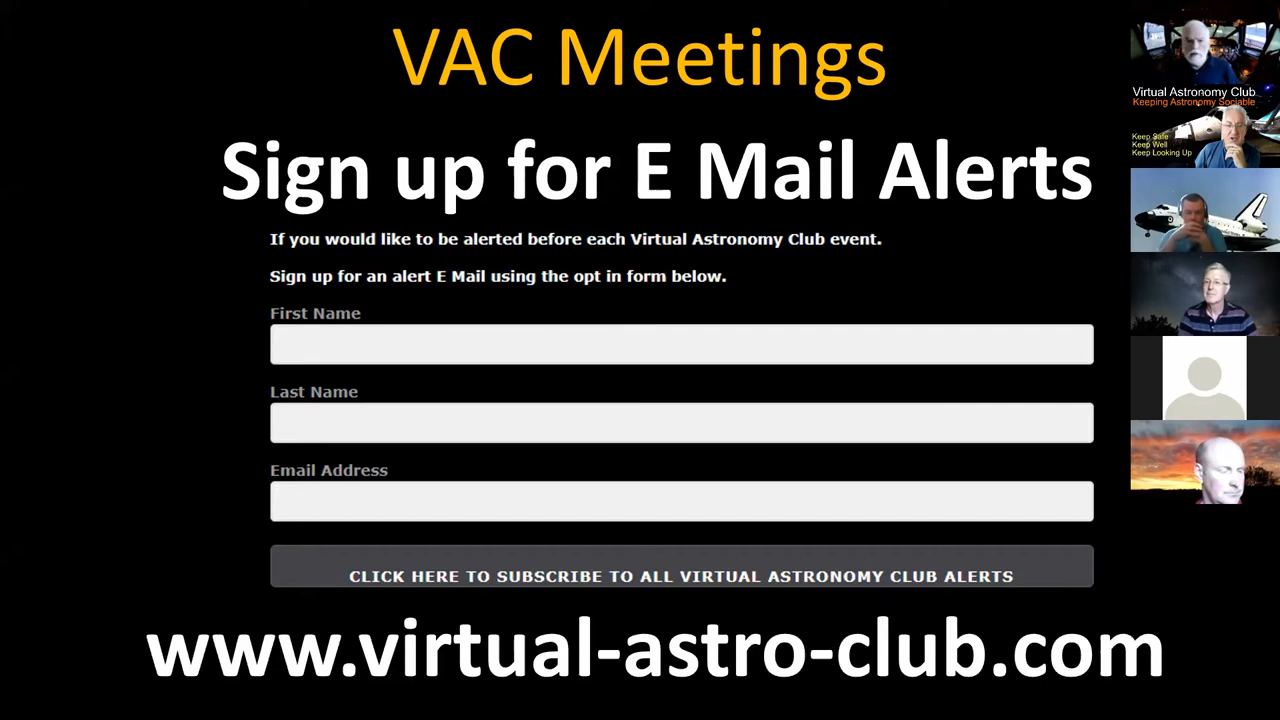 VAC Meetings
Sign up for E Mail Alerts
If you would like to be alerted before each Virtual Astronomy Club event.
Sign up for an alert E Mail using the opt in form below.
First Name
Last Name
Email Address
CLICK HERE TO SUBSCRIBE TO ALL VIRTUAL ASTRONOMY CLUB ALERTS
www.virtual-astro-club.com
Virtual Astronomy Club
Keeping Astronomy Sociable
Keep Safe
Keep Well
Keep Looking Up